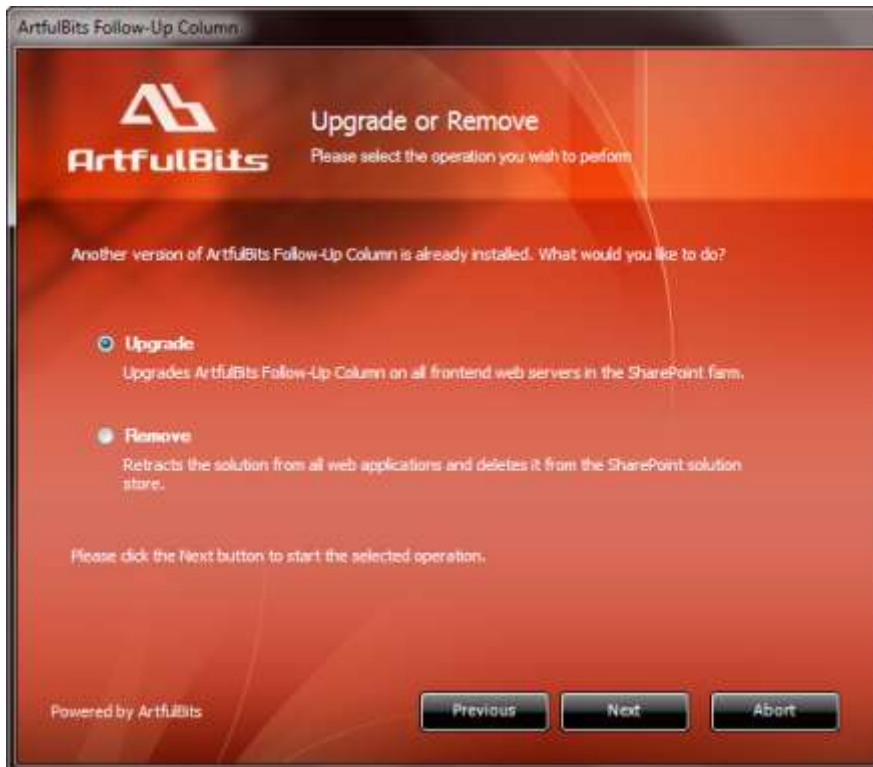 ArtfulBits Follow-Up Column
ArtfulBits
Upgrade or Remove
Please select the operation you wish to perform
Another version of ArtfulBits Follow-Up Column is already installed. What would you like to do?
Upgrade
Upgrades ArtfulBits Follow-Up Column on all frontend web servers in the SharePoint farm.
Remove
Retracts the solution from all web applications and deletes it from the SharePoint solution
store.
Please click the Next button to start the selected operation.
Powered by ArtfulBits
Previous
Next
Abort